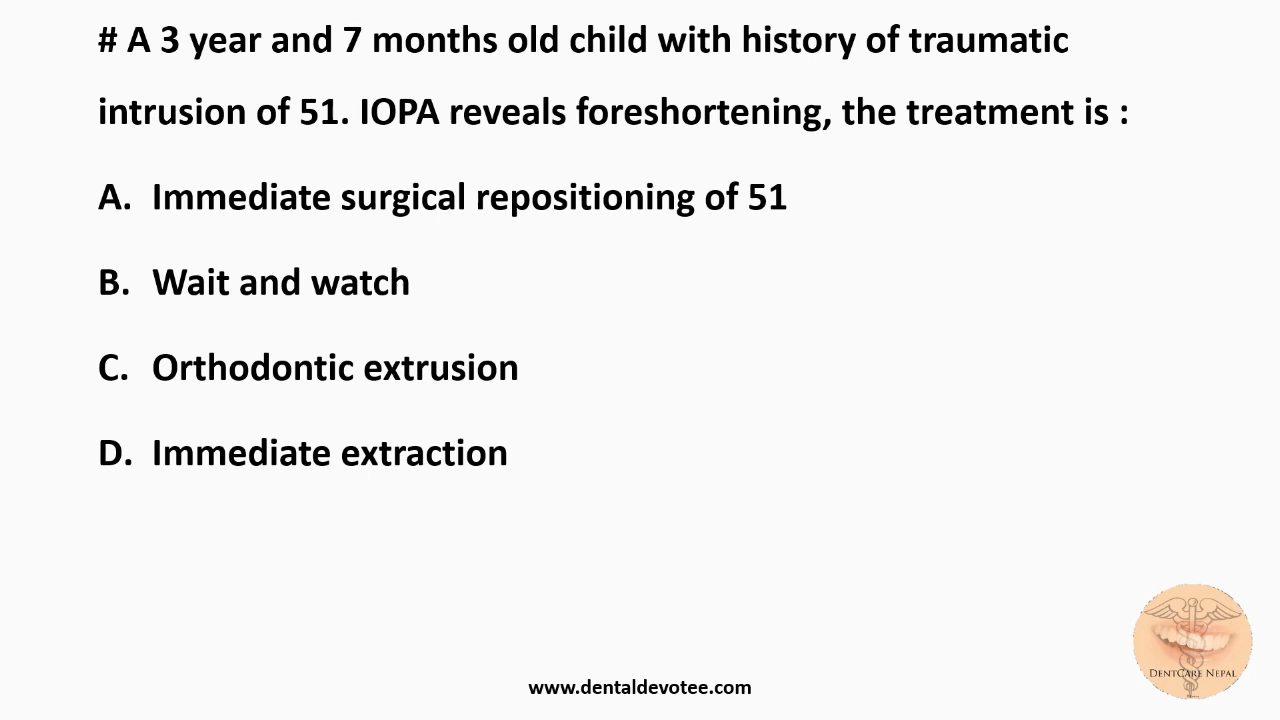 # A 3 year and 7 months old child with history of traumatic
intrusion of 51. IOPA reveals foreshortening, the treatment is :
A. Immediate surgical repositioning of 51
B. Wait and watch
C. Orthodontic extrusion
D. Immediate extraction
DentCare Nepal
www.dentaldevotee.com